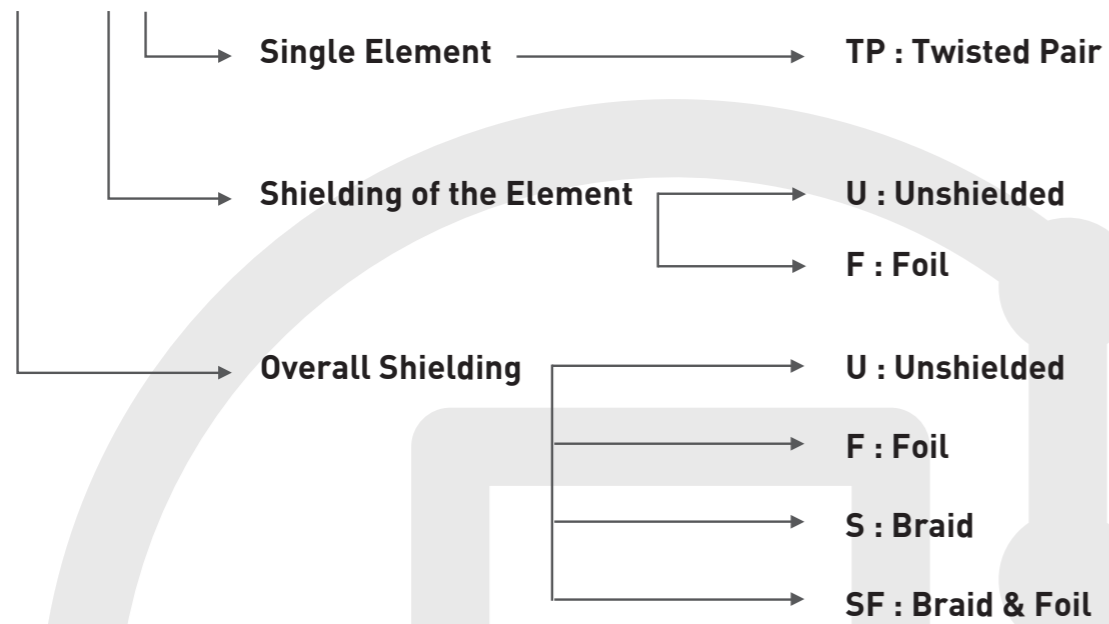 Single Element TP : Twisted Pair
Shielding of the Element U : Unshielded
F : Foil
Overall Shielding U : Unshielded
F : Foil
S : Braid
SF : Braid & Foil